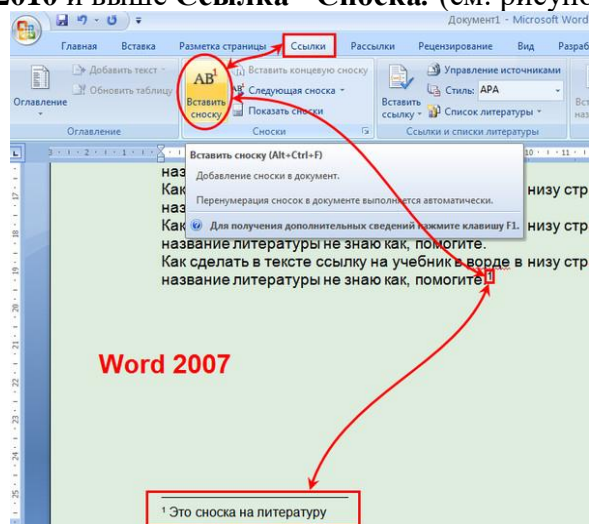 2010 и выше Ссылка - Сноска. (см. рисуно
Документ1 - Microsoft Word
Главная Вставка Разметка страницы Ссылки Рассылки Рецензирование Вид Разраб
Оглавление
Добавить текст
Обновить таблицу
Оглавление
AB¹
Вставить сноску
Вставить концевую сноску
Следующая сноска
Показать сноски
Сноски
Вставить ссылку
Управление источниками
Стиль: APA
Список литературы
Ссылки и списки литературы
Вставить сноску (Alt+Ctrl+F)
Добавление сноски в документ.
Перенумерация сносок в документе выполняется автоматически.
Для получения дополнительных сведений нажмите клавишу F1.
наз
Как
низу стр
наз
Как
низу стр
название литературы не знаю как, помогите.
Как сделать в тексте ссылку на учебник в ворде в низу стр
название литературы не знаю как, помогите.¹
Word 2007
¹ Это сноска на литературу